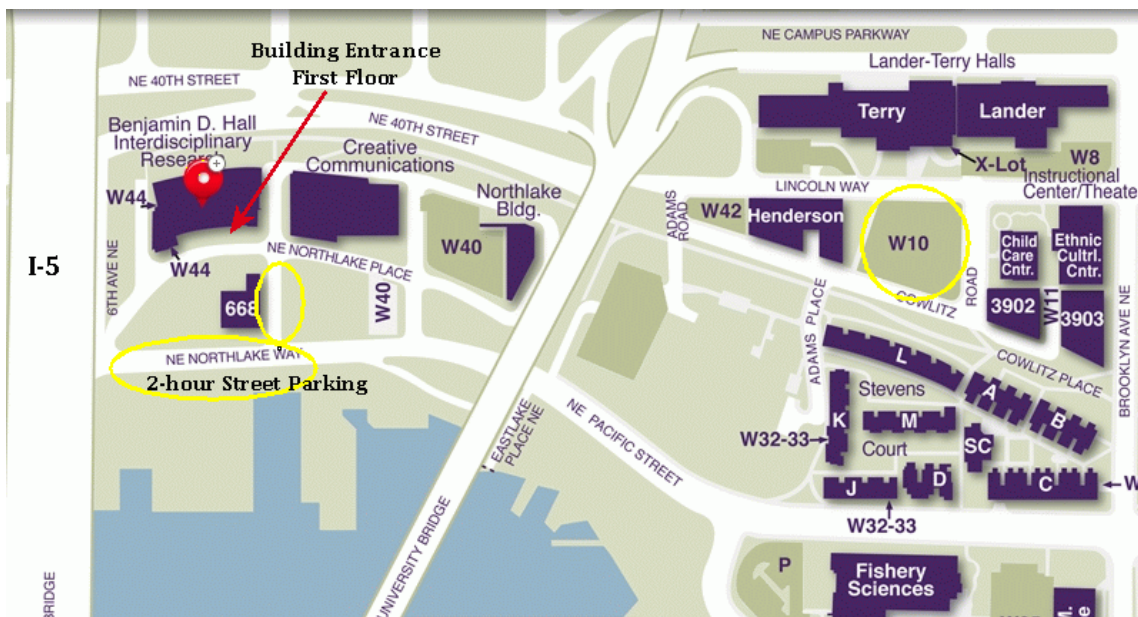 NE CAMPUS PARKWAY
Building Entrance
First Floor
Lander-Terry Halls
NE 40TH STREET
Terry
Lander
NE 40TH STREET
Benjamin D. Hall
Interdisciplinary
Creative
Communications
X-Lot
W8
Instructional
Center/Theate
LINCOLN WAY
W44
Northlake
Bldg.
ADAMS
ROAD
W42
Henderson
W10
Child
Care
Cntr.
Ethnic
Cultrl.
Cntr.
W40
NE NORTHLAKE PLACE
W44
I-5
6TH AVE NE
668
W40
COWLITZ
ROAD
3902
W11
3903
ADAMS PLACE
NE NORTHLAKE WAY
2-hour Street Parking
L
COWLITZ PLACE
BROOKLYN AVE NE
Stevens
A
K
M
B
EASTLAKE
PLACE NE
NE PACIFIC STREET
W32-33
Court
SC
J
D
C
W
W32-33
UNIVERSITY BRIDGE
P
Fishery
Sciences
BRIDGE
M.
e